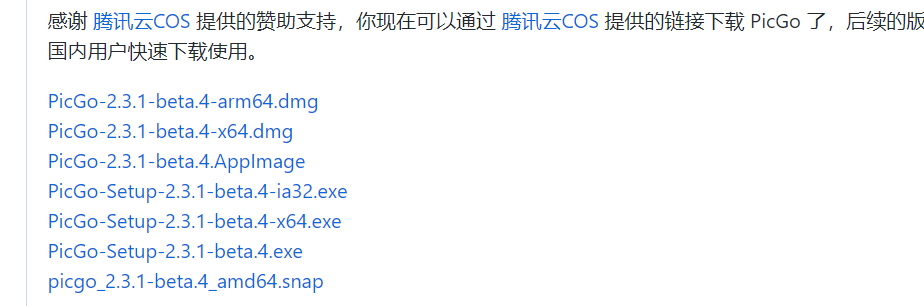 感谢 腾讯云COS 提供的赞助支持，你现在可以通过 腾讯云COS 提供的链接下载 PicGo 了，后续的版
国内用户快速下载使用。
PicGo-2.3.1-beta.4-arm64.dmg
PicGo-2.3.1-beta.4-x64.dmg
PicGo-2.3.1-beta.4.AppImage
PicGo-Setup-2.3.1-beta.4-ia32.exe
PicGo-Setup-2.3.1-beta.4-x64.exe
PicGo-Setup-2.3.1-beta.4.exe
picgo_2.3.1-beta.4_amd64.snap